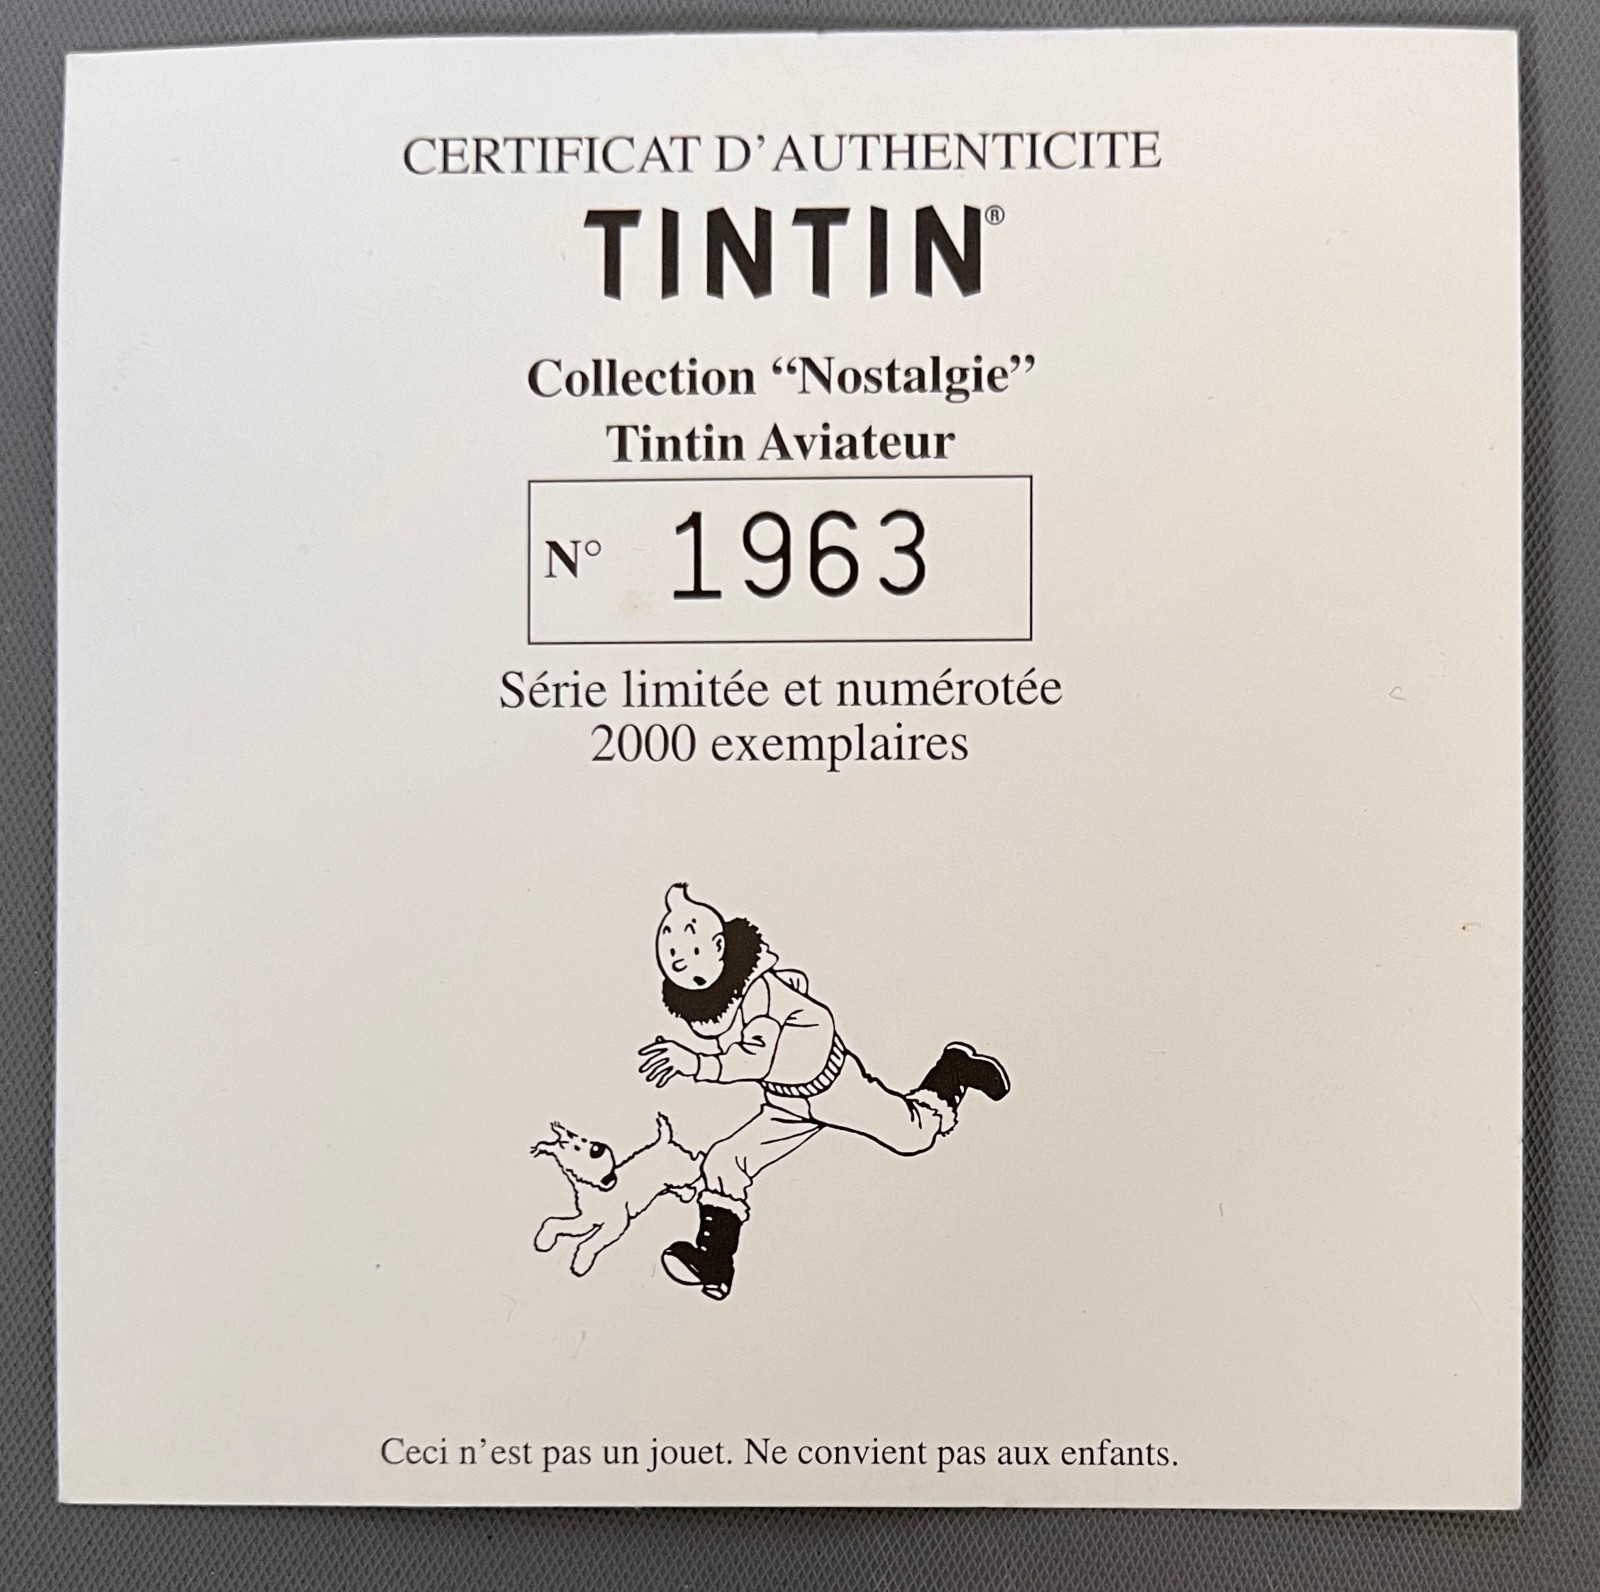 CERTIFICAT D'AUTHENTICITE
TINTIN®
Collection “Nostalgie”
Tintin Aviateur
N° 1963
Série limitée et numérotée
2000 exemplaires
Ceci n'est pas un jouet. Ne convient pas aux enfants.